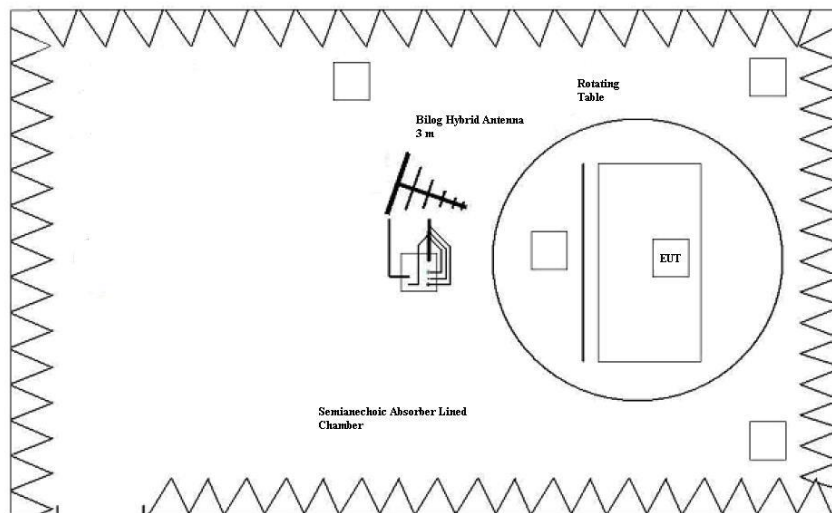 Rotating
Table
Bilog Hybrid Antenna
3 m
EUT
Semianechoic Absorber Lined
Chamber